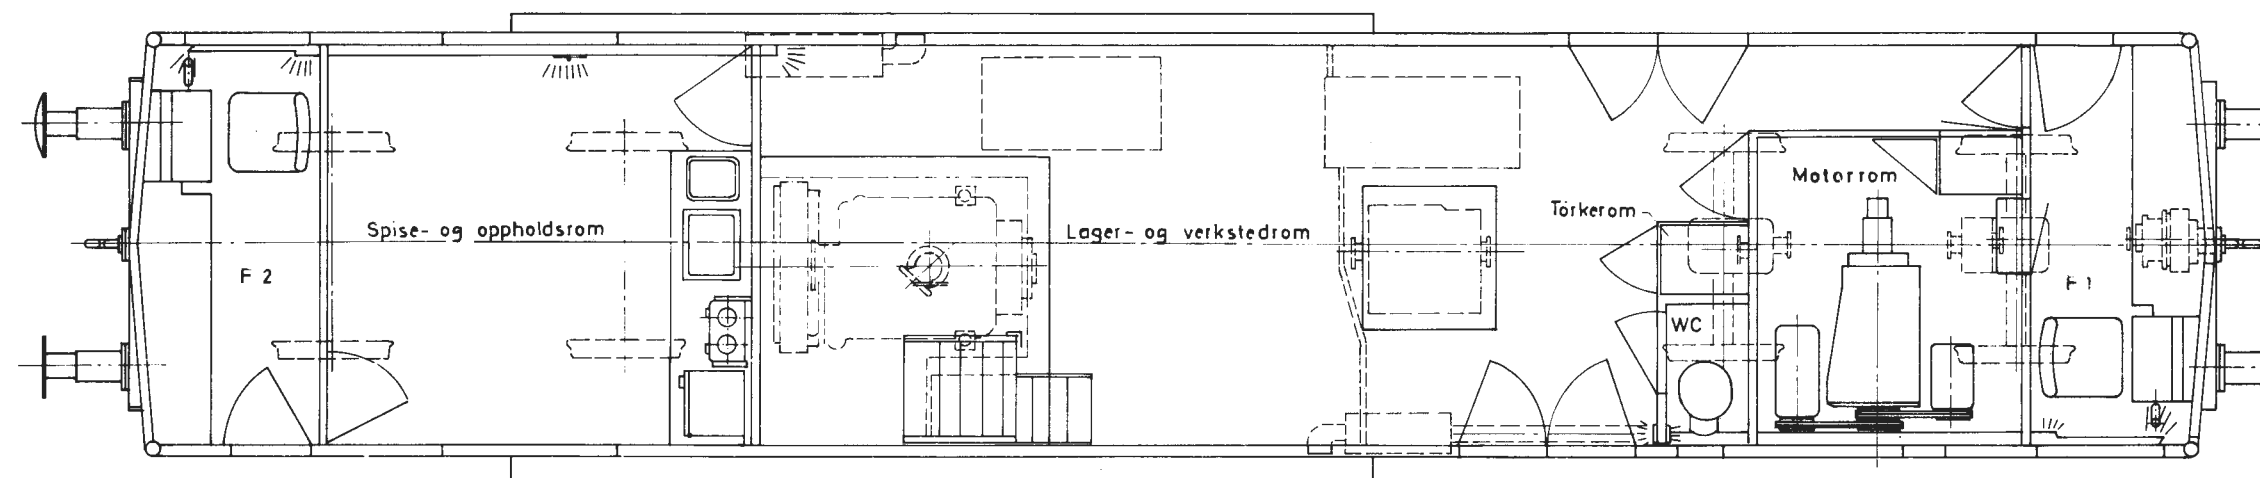 F 2
Spise- og oppholdsrom
Lager- og verkstedrom
Törkerom
WC
Motorrom
F 1